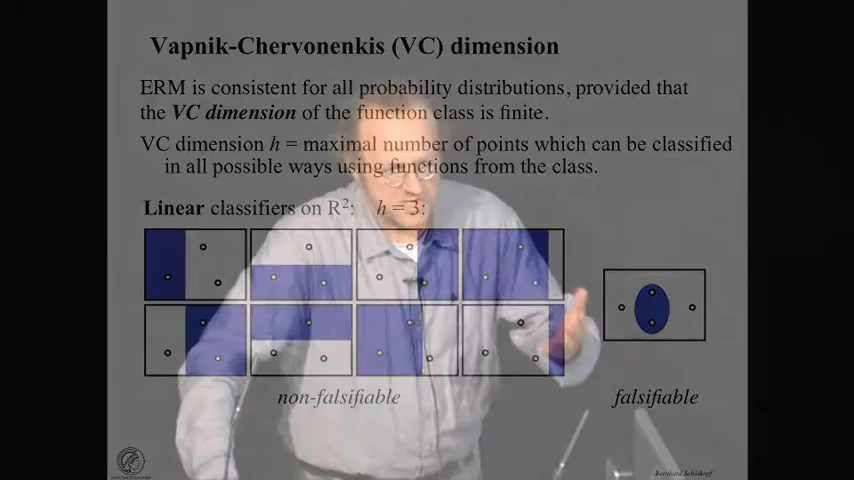 Vapnik-Chervonenkis (VC) dimension
ERM is consistent for all probability distributions, provided that
the VC dimension of the function class is finite.
VC dimension h = maximal number of points which can be classified
in all possible ways using functions from the class.
Linear classifiers on R²: h = 3:
non-falsifiable
falsifiable
Bernhard Schölkopf